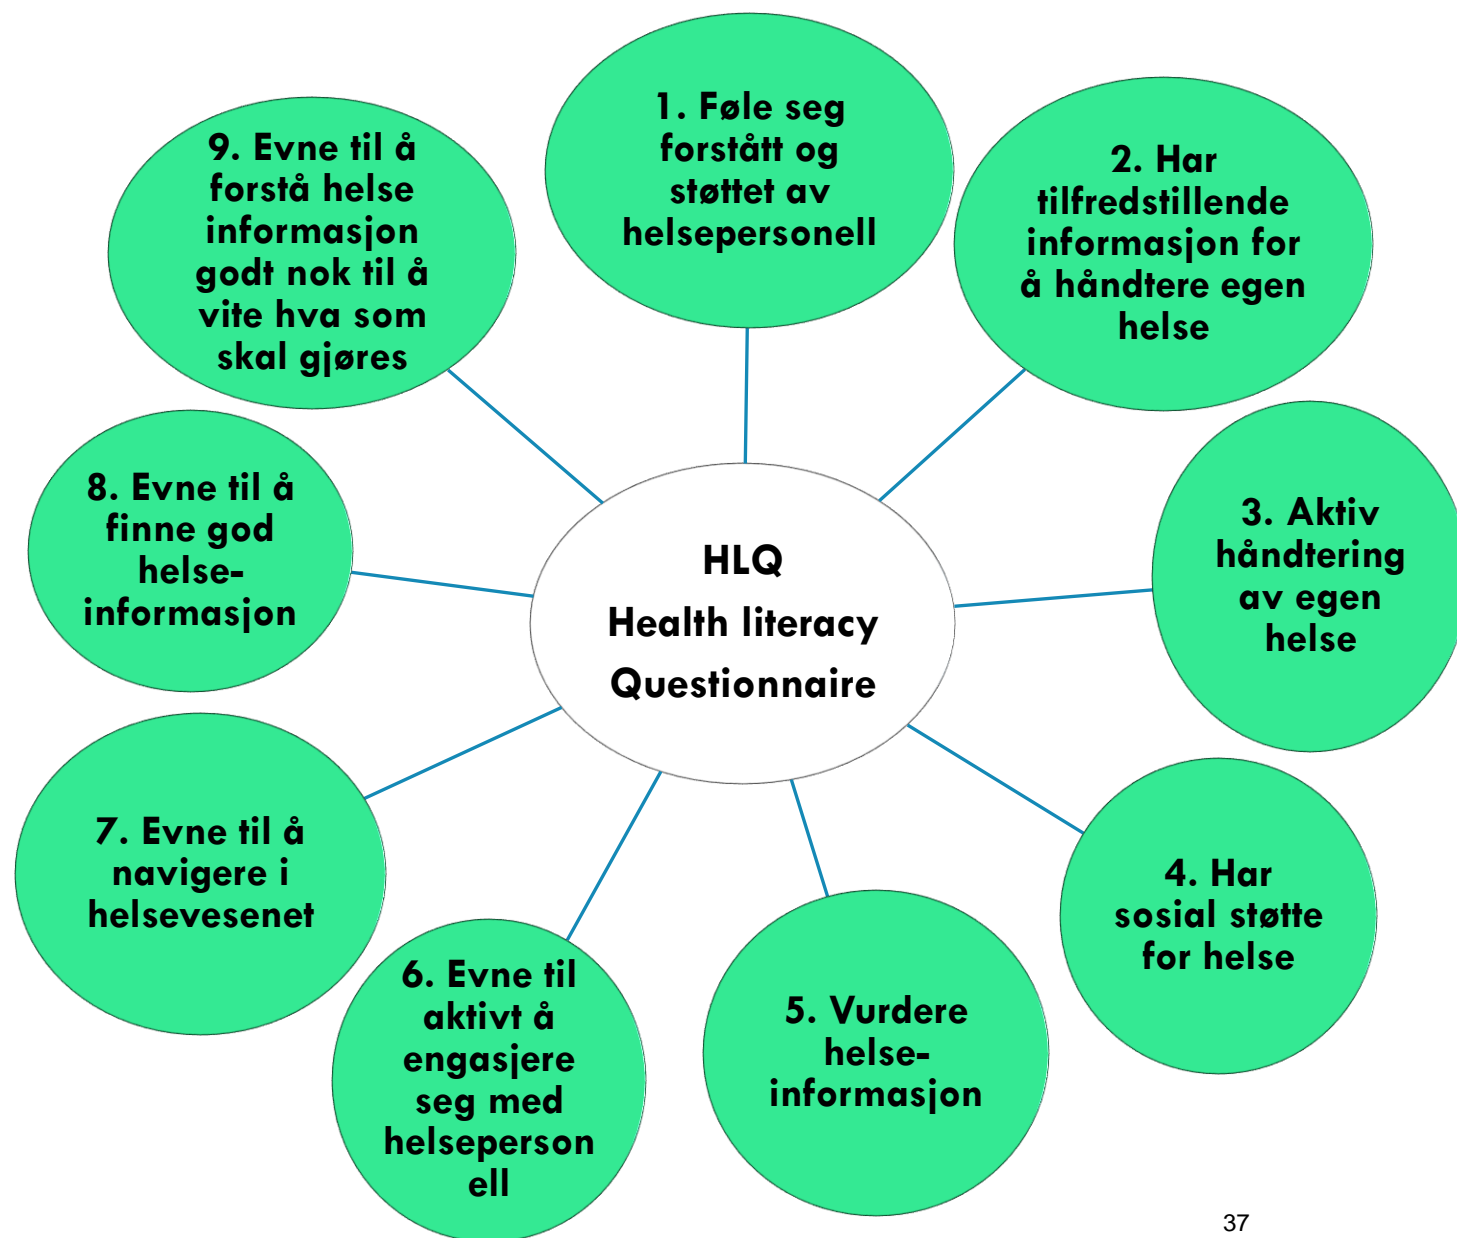 1. Føle seg
forstått og
støttet av
helsepersonell
2. Har
tilfredstillende
informasjon for
å håndtere egen
helse
3. Aktiv
håndtering
av egen
helse
4. Har
sosial støtte
for helse
5. Vurdere
helse-
informasjon
6. Evne til
aktivt å
engasjere
seg med
helseperson
ell
7. Evne til å
navigere i
helsevesenet
8. Evne til å
finne god
helse-
informasjon
9. Evne til å
forstå helse
informasjon
godt nok til å
vite hva som
skal gjøres
HLQ
Health literacy
Questionnaire
37